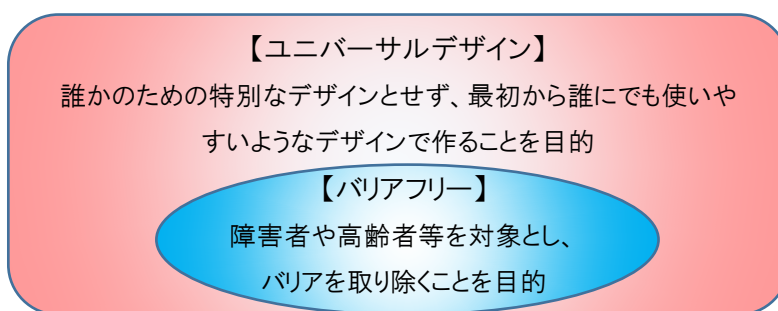 【ユニバーサルデザイン】
誰かのための特別なデザインとせず、最初から誰にでも使いや
すいようなデザインで作ることを目的
【バリアフリー】
障害者や高齢者等を対象とし、
バリアを取り除くことを目的